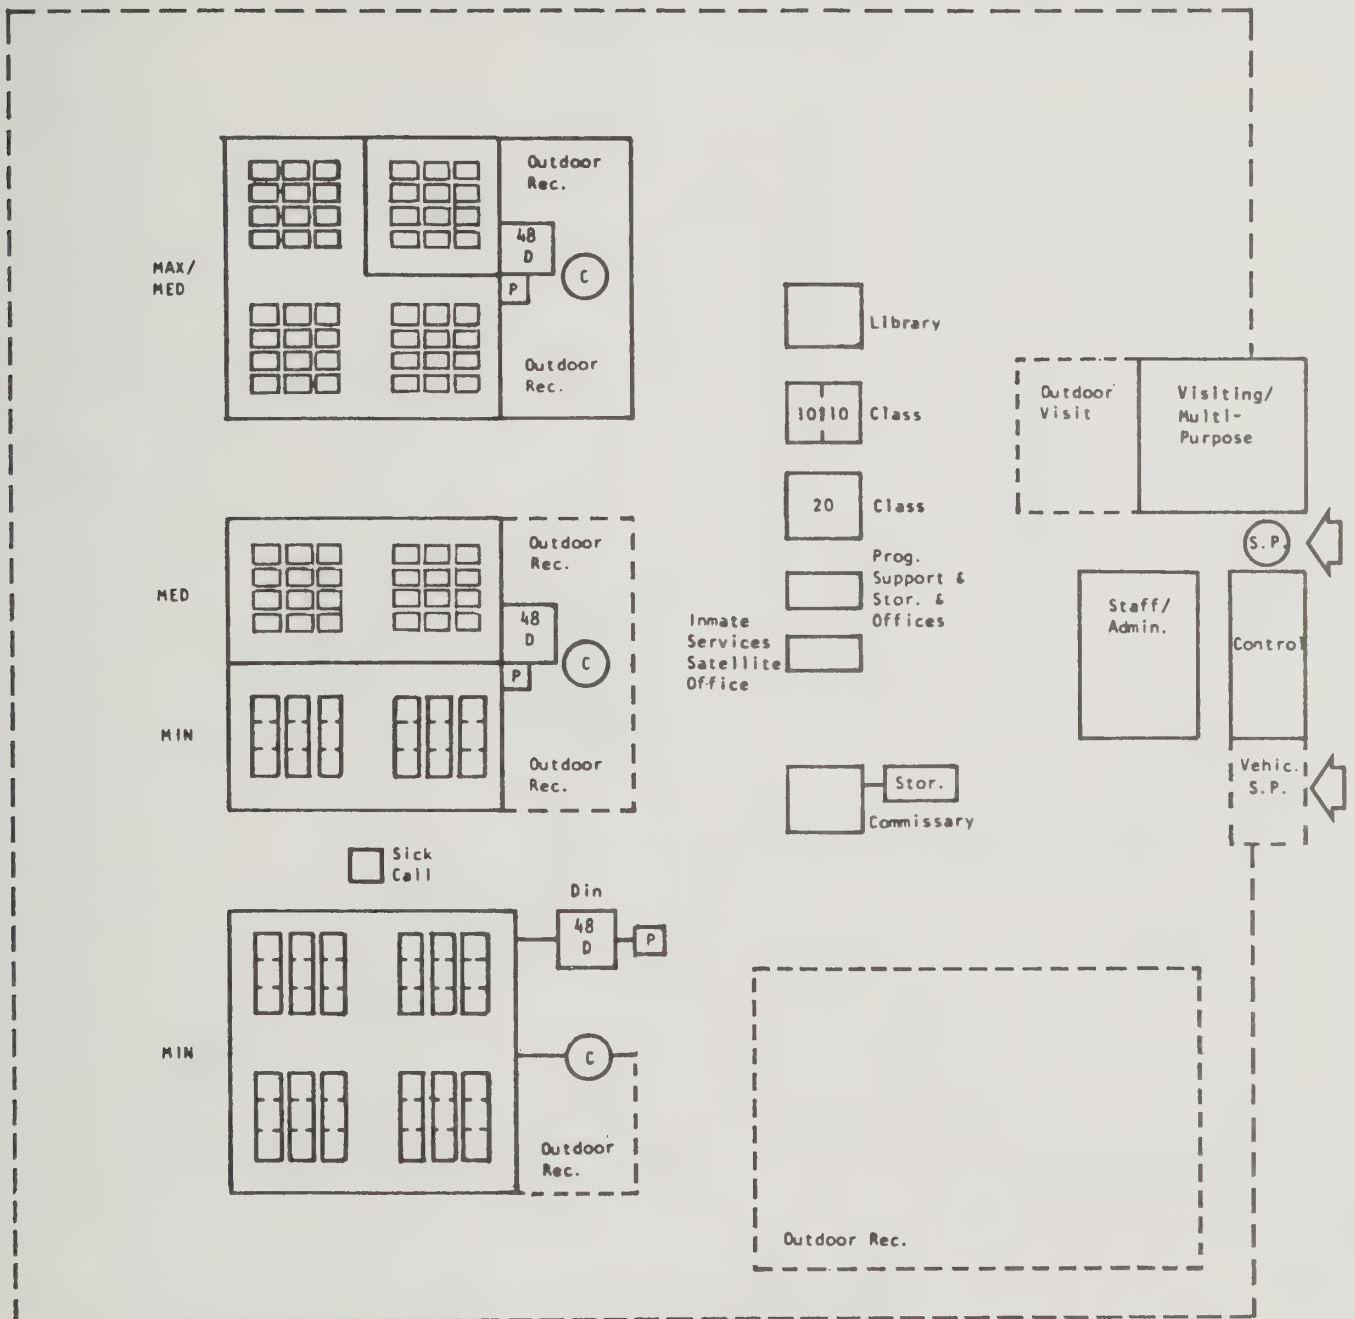 Outdoor
Rec.
48
D
P
C
MAX/
MED
Outdoor
Rec.
Library
10 10
Class
20
Class
Outdoor
Visit
Visiting/
Multi-
Purpose
S.P.
Outdoor
Rec.
MED
48
D
P
C
MIN
Outdoor
Rec.
Prog.
Support &
Stor. &
Offices
Inmate
Services
Satellite
Office
Staff/
Admin.
Control
Stor.
Commissary
Vehic.
S.P.
Sick
Call
Din
48
D
P
MIN
C
Outdoor
Rec.
Outdoor Rec.